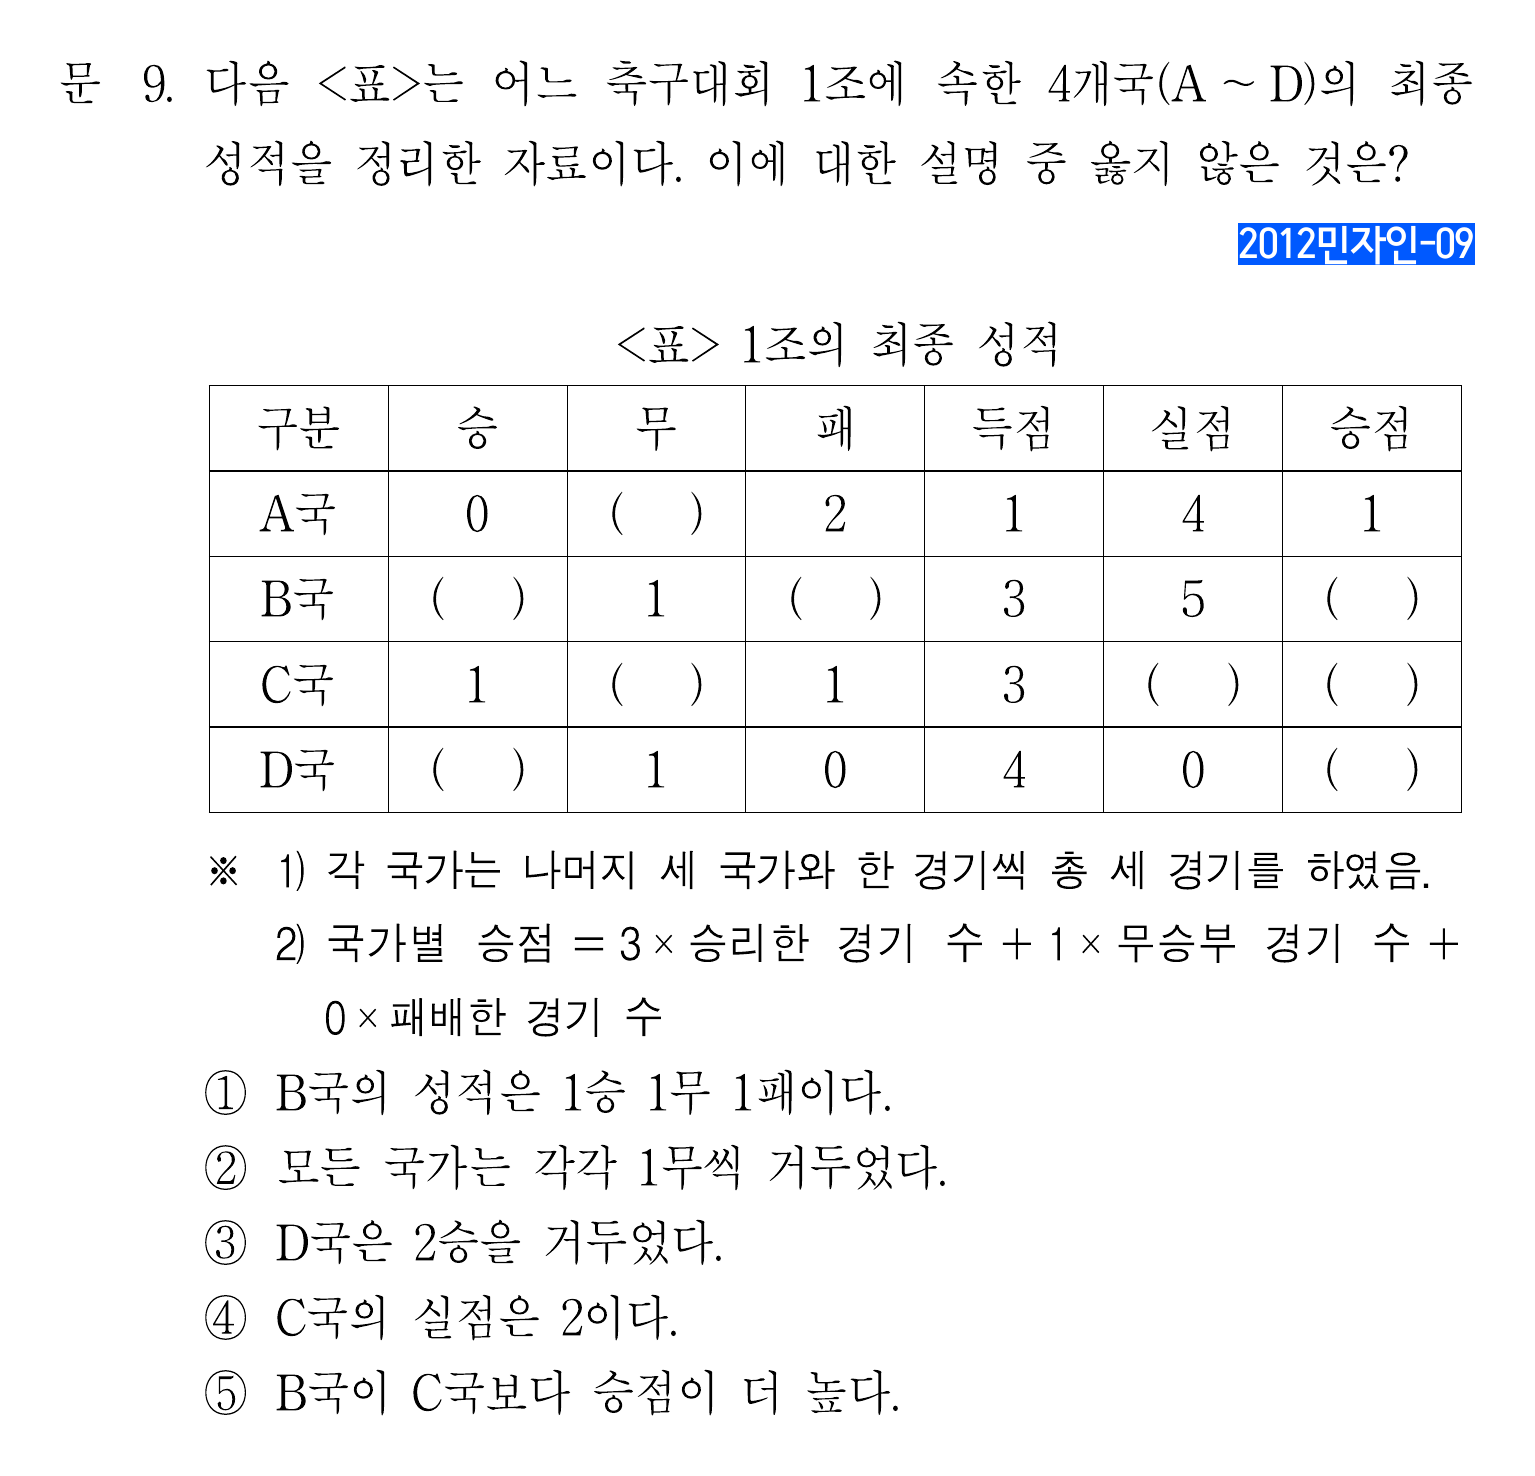 문 9. 다음 <표>는 어느 축구대회 1조에 속한 4개국(A ~ D)의 최종
성적을 정리한 자료이다. 이에 대한 설명 중 옳지 않은 것은?
2012민자인-09
<표> 1조의 최종 성적
구분 승 무 패 득점 실점 승점
A국 0 ( ) 2 1 4 1
B국 ( ) 1 ( ) 3 5 ( )
C국 1 ( ) 1 3 ( ) ( )
D국 ( ) 1 0 4 0 ( )
※ 1) 각 국가는 나머지 세 국가와 한 경기씩 총 세 경기를 하였음.
2) 국가별 승점 = 3 × 승리한 경기 수 + 1 × 무승부 경기 수 +
0 × 패배한 경기 수
① B국의 성적은 1승 1무 1패이다.
② 모든 국가는 각각 1무씩 거두었다.
③ D국은 2승을 거두었다.
④ C국의 실점은 2이다.
⑤ B국이 C국보다 승점이 더 높다.